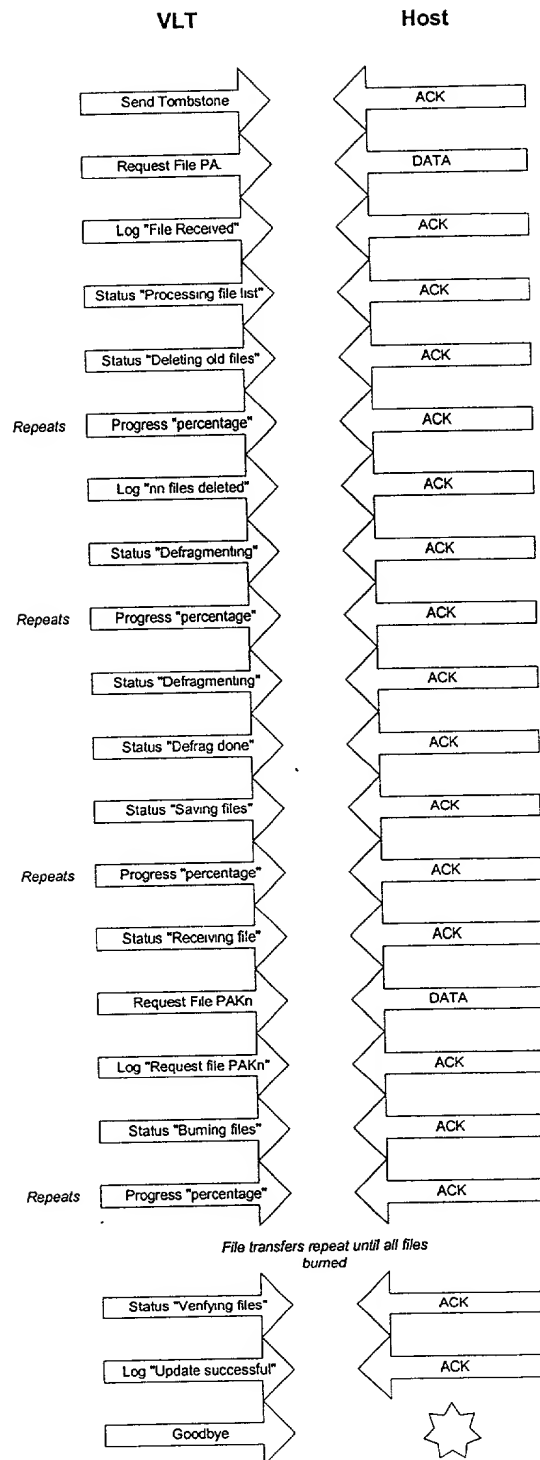 VLT Host
Send Tombstone ACK
Request File PA. DATA
Log "File Received" ACK
Status "Processing file list" ACK
Status "Deleting old files" ACK
Repeats Progress "percentage" ACK
Log "nn files deleted" ACK
Status "Defragmenting" ACK
Repeats Progress "percentage" ACK
Status "Defragmenting" ACK
Status "Defrag done" ACK
Status "Saving files" ACK
Repeats Progress "percentage" ACK
Status "Receiving file" ACK
Request File PAKn DATA
Log "Request file PAKn" ACK
Status "Burning files" ACK
Repeats Progress "percentage" ACK
File transfers repeat until all files
burned
Status "Verifying files" ACK
Log "Update successful" ACK
Goodbye